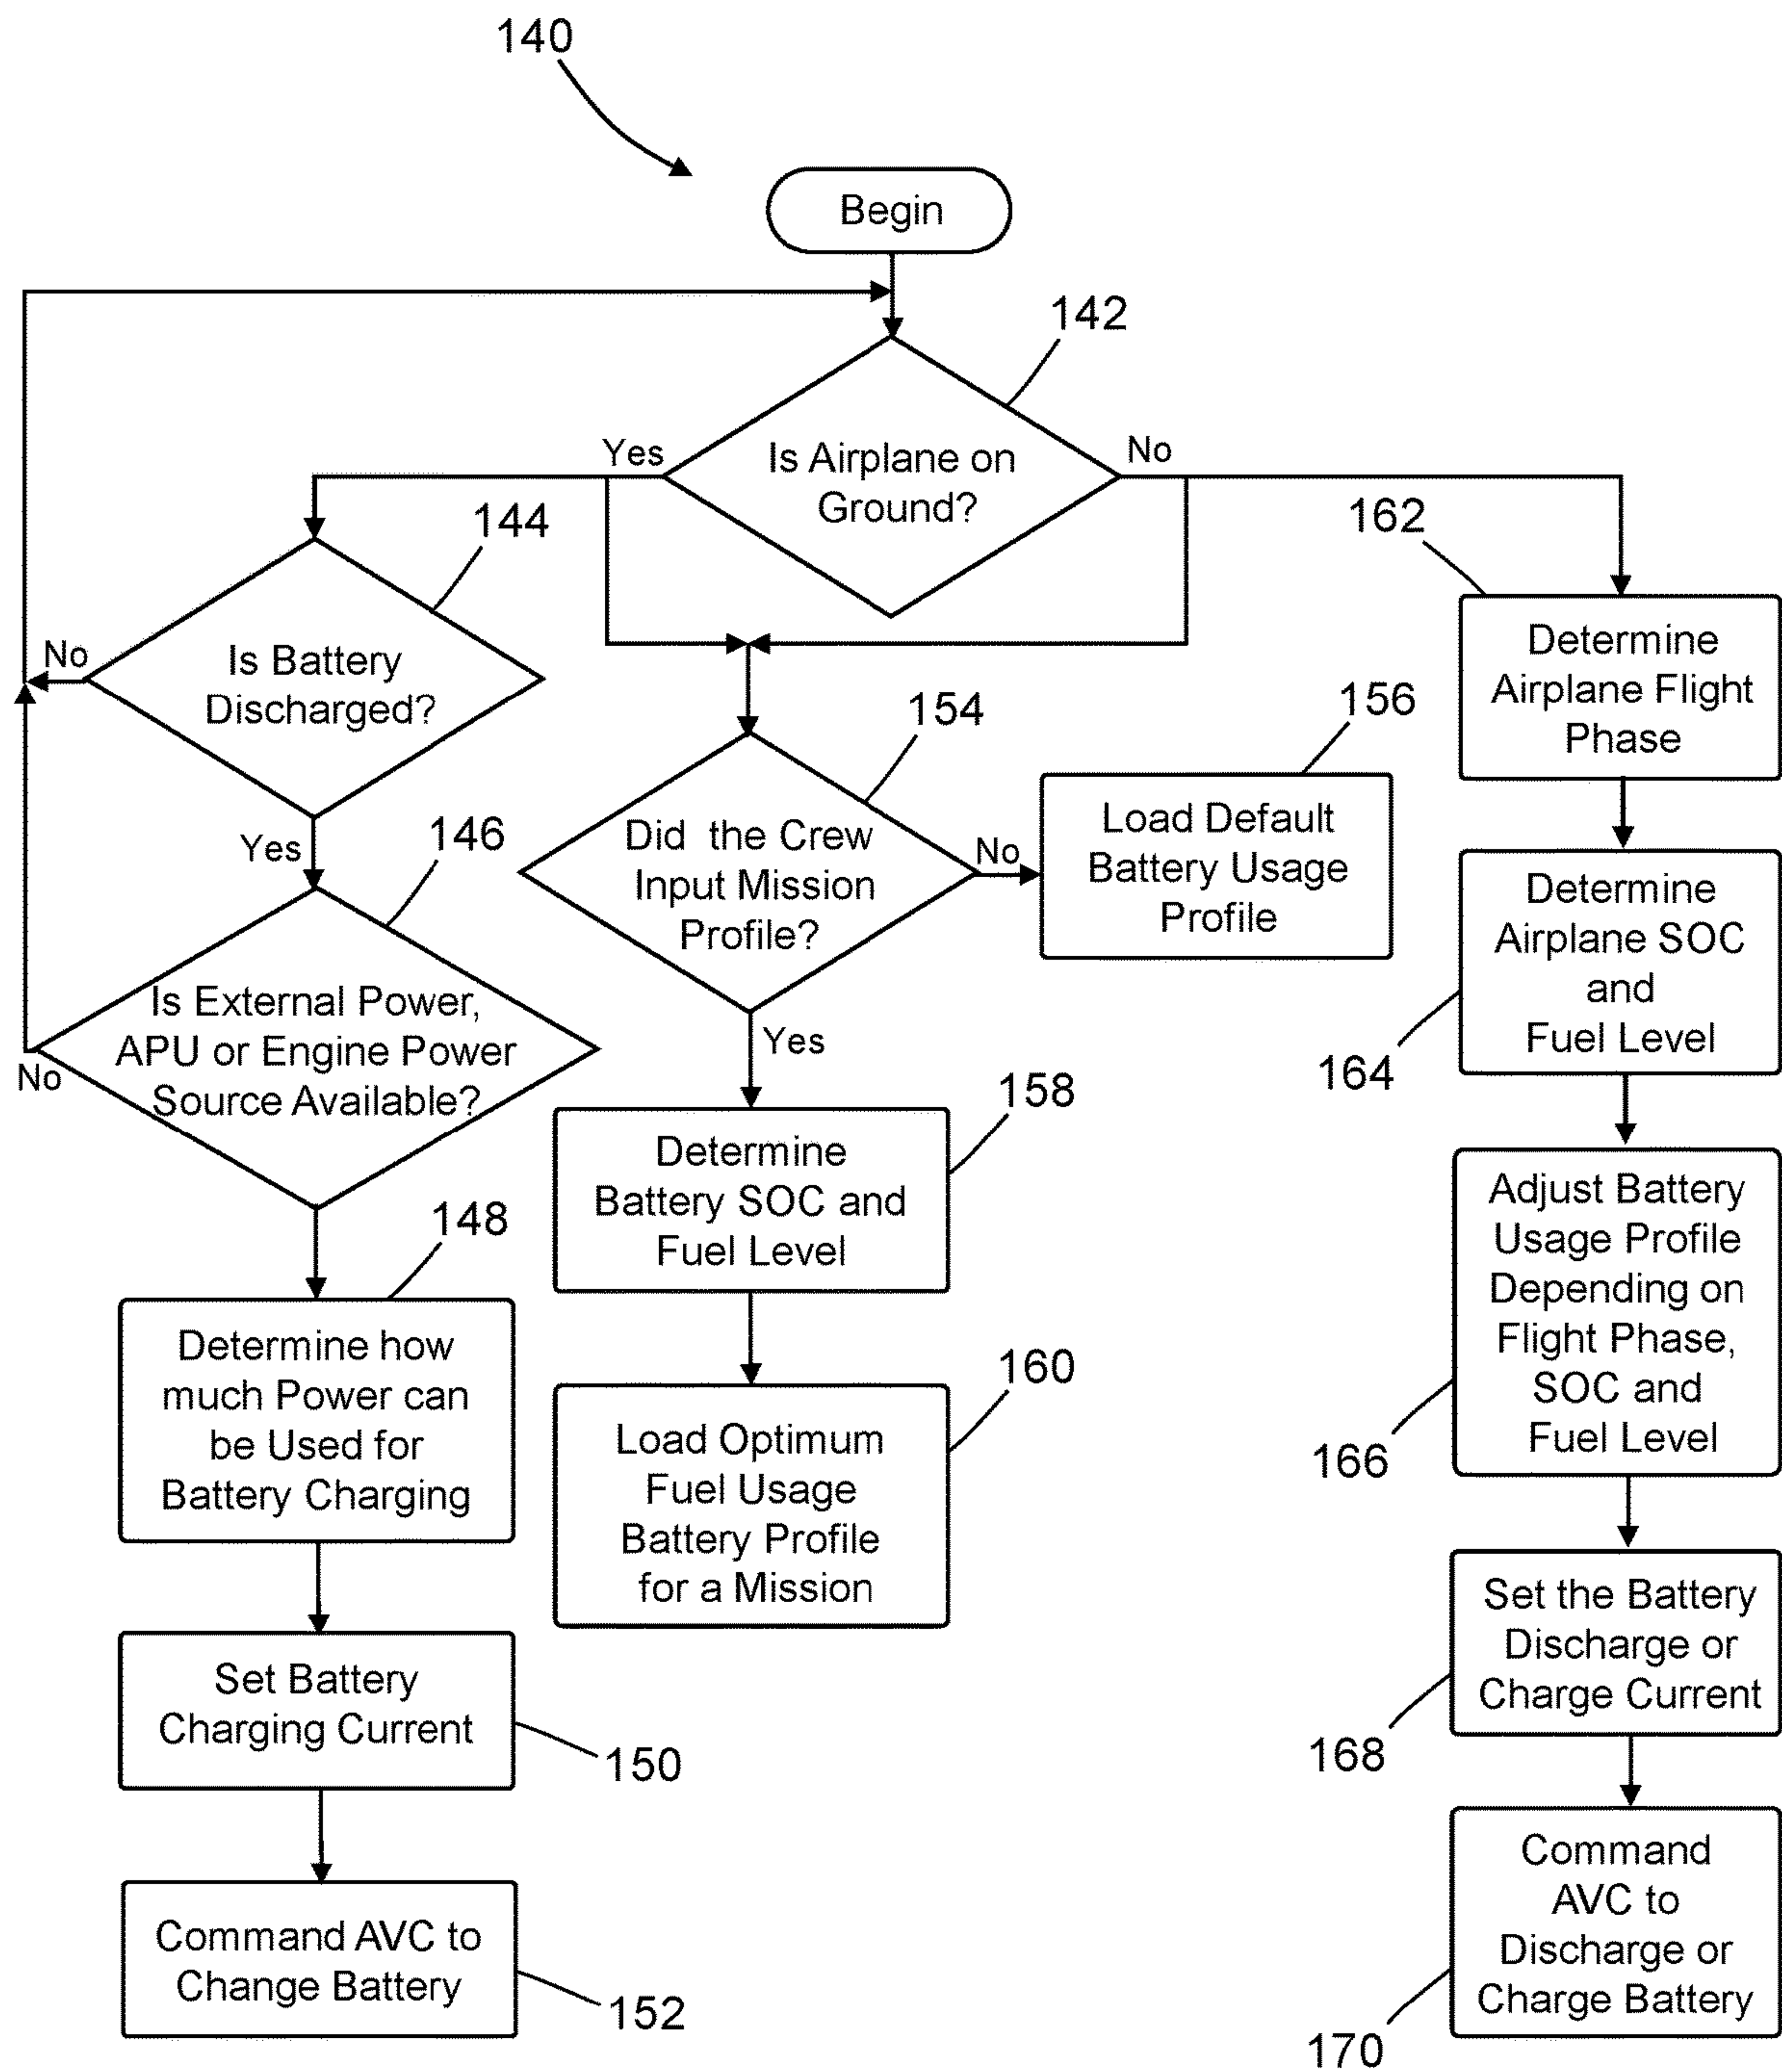 140
Begin
142
Yes
Is Airplane on
Ground?
No
144
Is Battery
Discharged?
No
Yes
146
Is External Power,
APU or Engine Power
Source Available?
No
148
Determine how
much Power can
be Used for
Battery Charging
Set Battery
Charging Current
150
Command AVC to
Change Battery
152
154
Did the Crew
Input Mission
Profile?
No
156
Load Default
Battery Usage
Profile
Yes
158
Determine
Battery SOC and
Fuel Level
160
Load Optimum
Fuel Usage
Battery Profile
for a Mission
162
Determine
Airplane Flight
Phase
Determine
Airplane SOC
and
Fuel Level
164
Adjust Battery
Usage Profile
Depending on
Flight Phase,
SOC and
Fuel Level
166
Set the Battery
Discharge or
Charge Current
168
Command
AVC to
Discharge or
Charge Battery
170